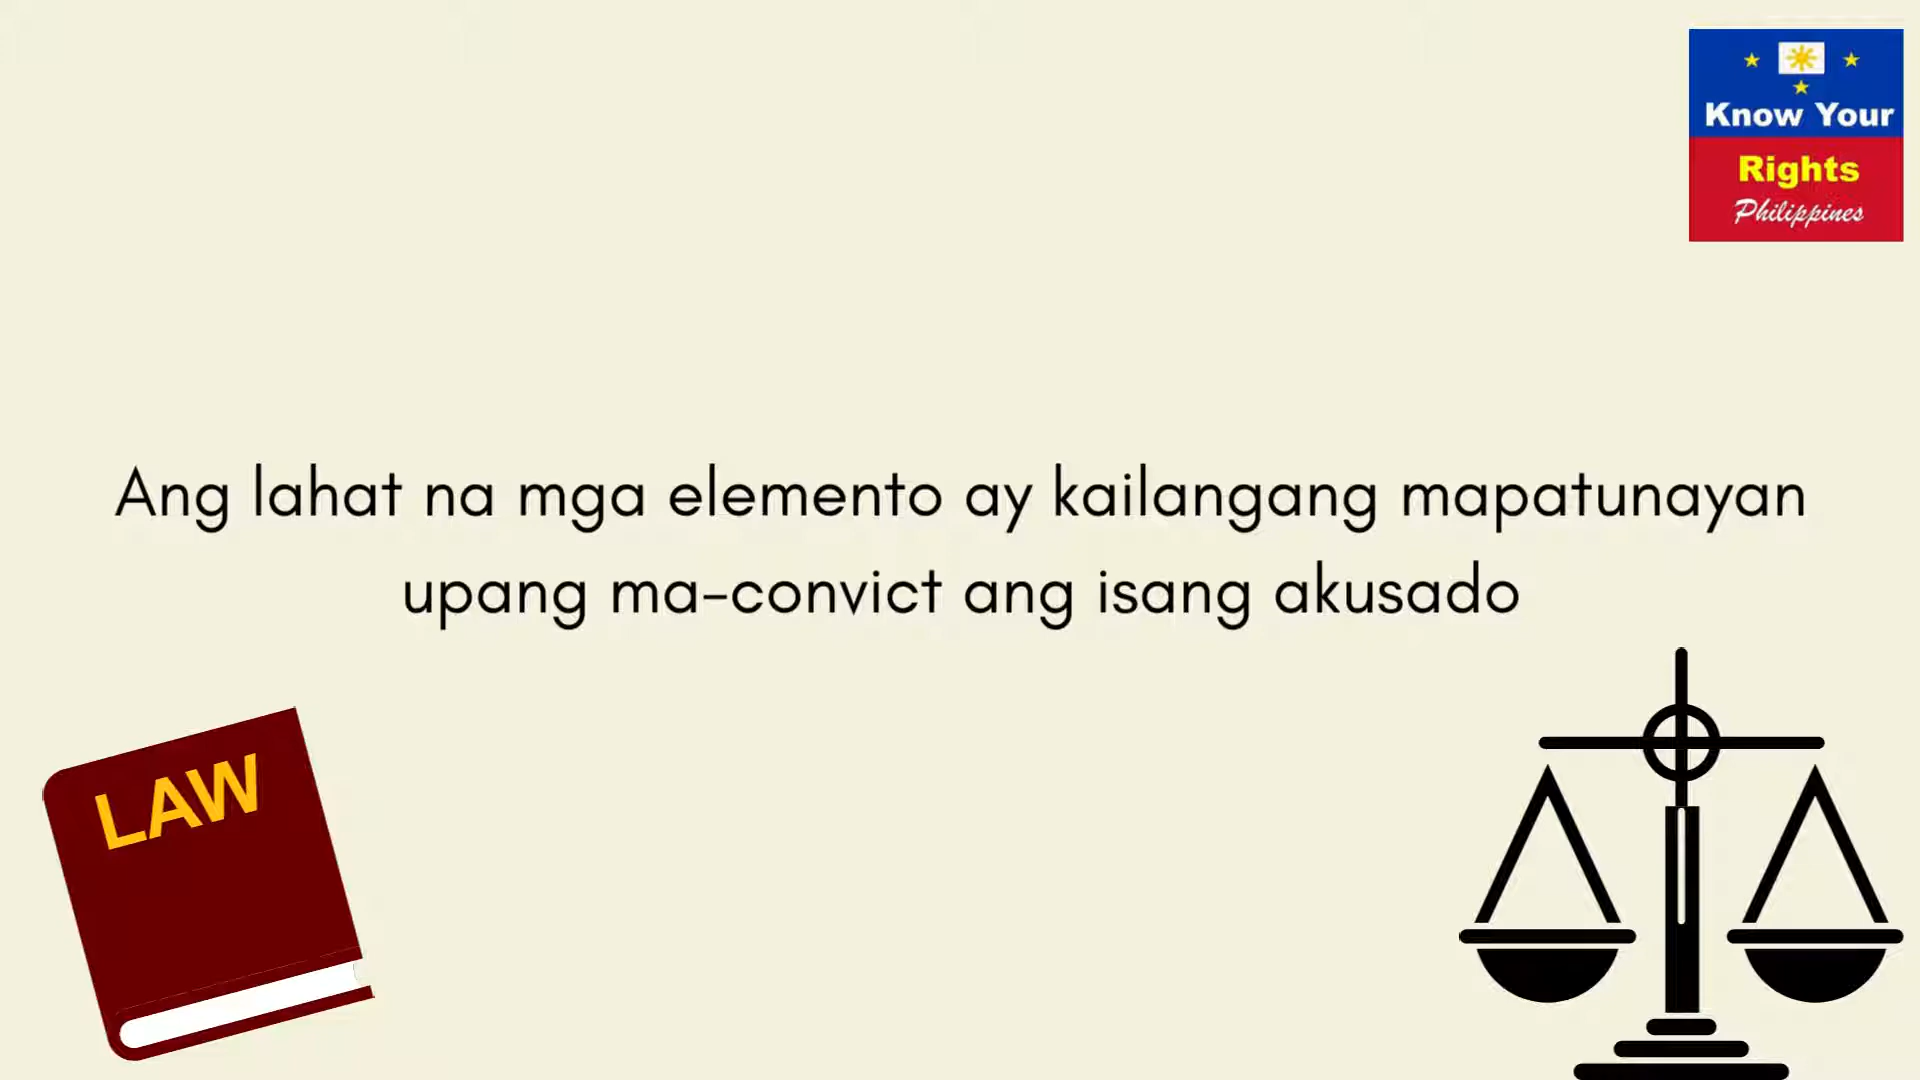 Know Your
Rights
Philippines
Ang lahat na mga elemento ay kailangang mapatunayan
upang ma-convict ang isang akusado
LAW